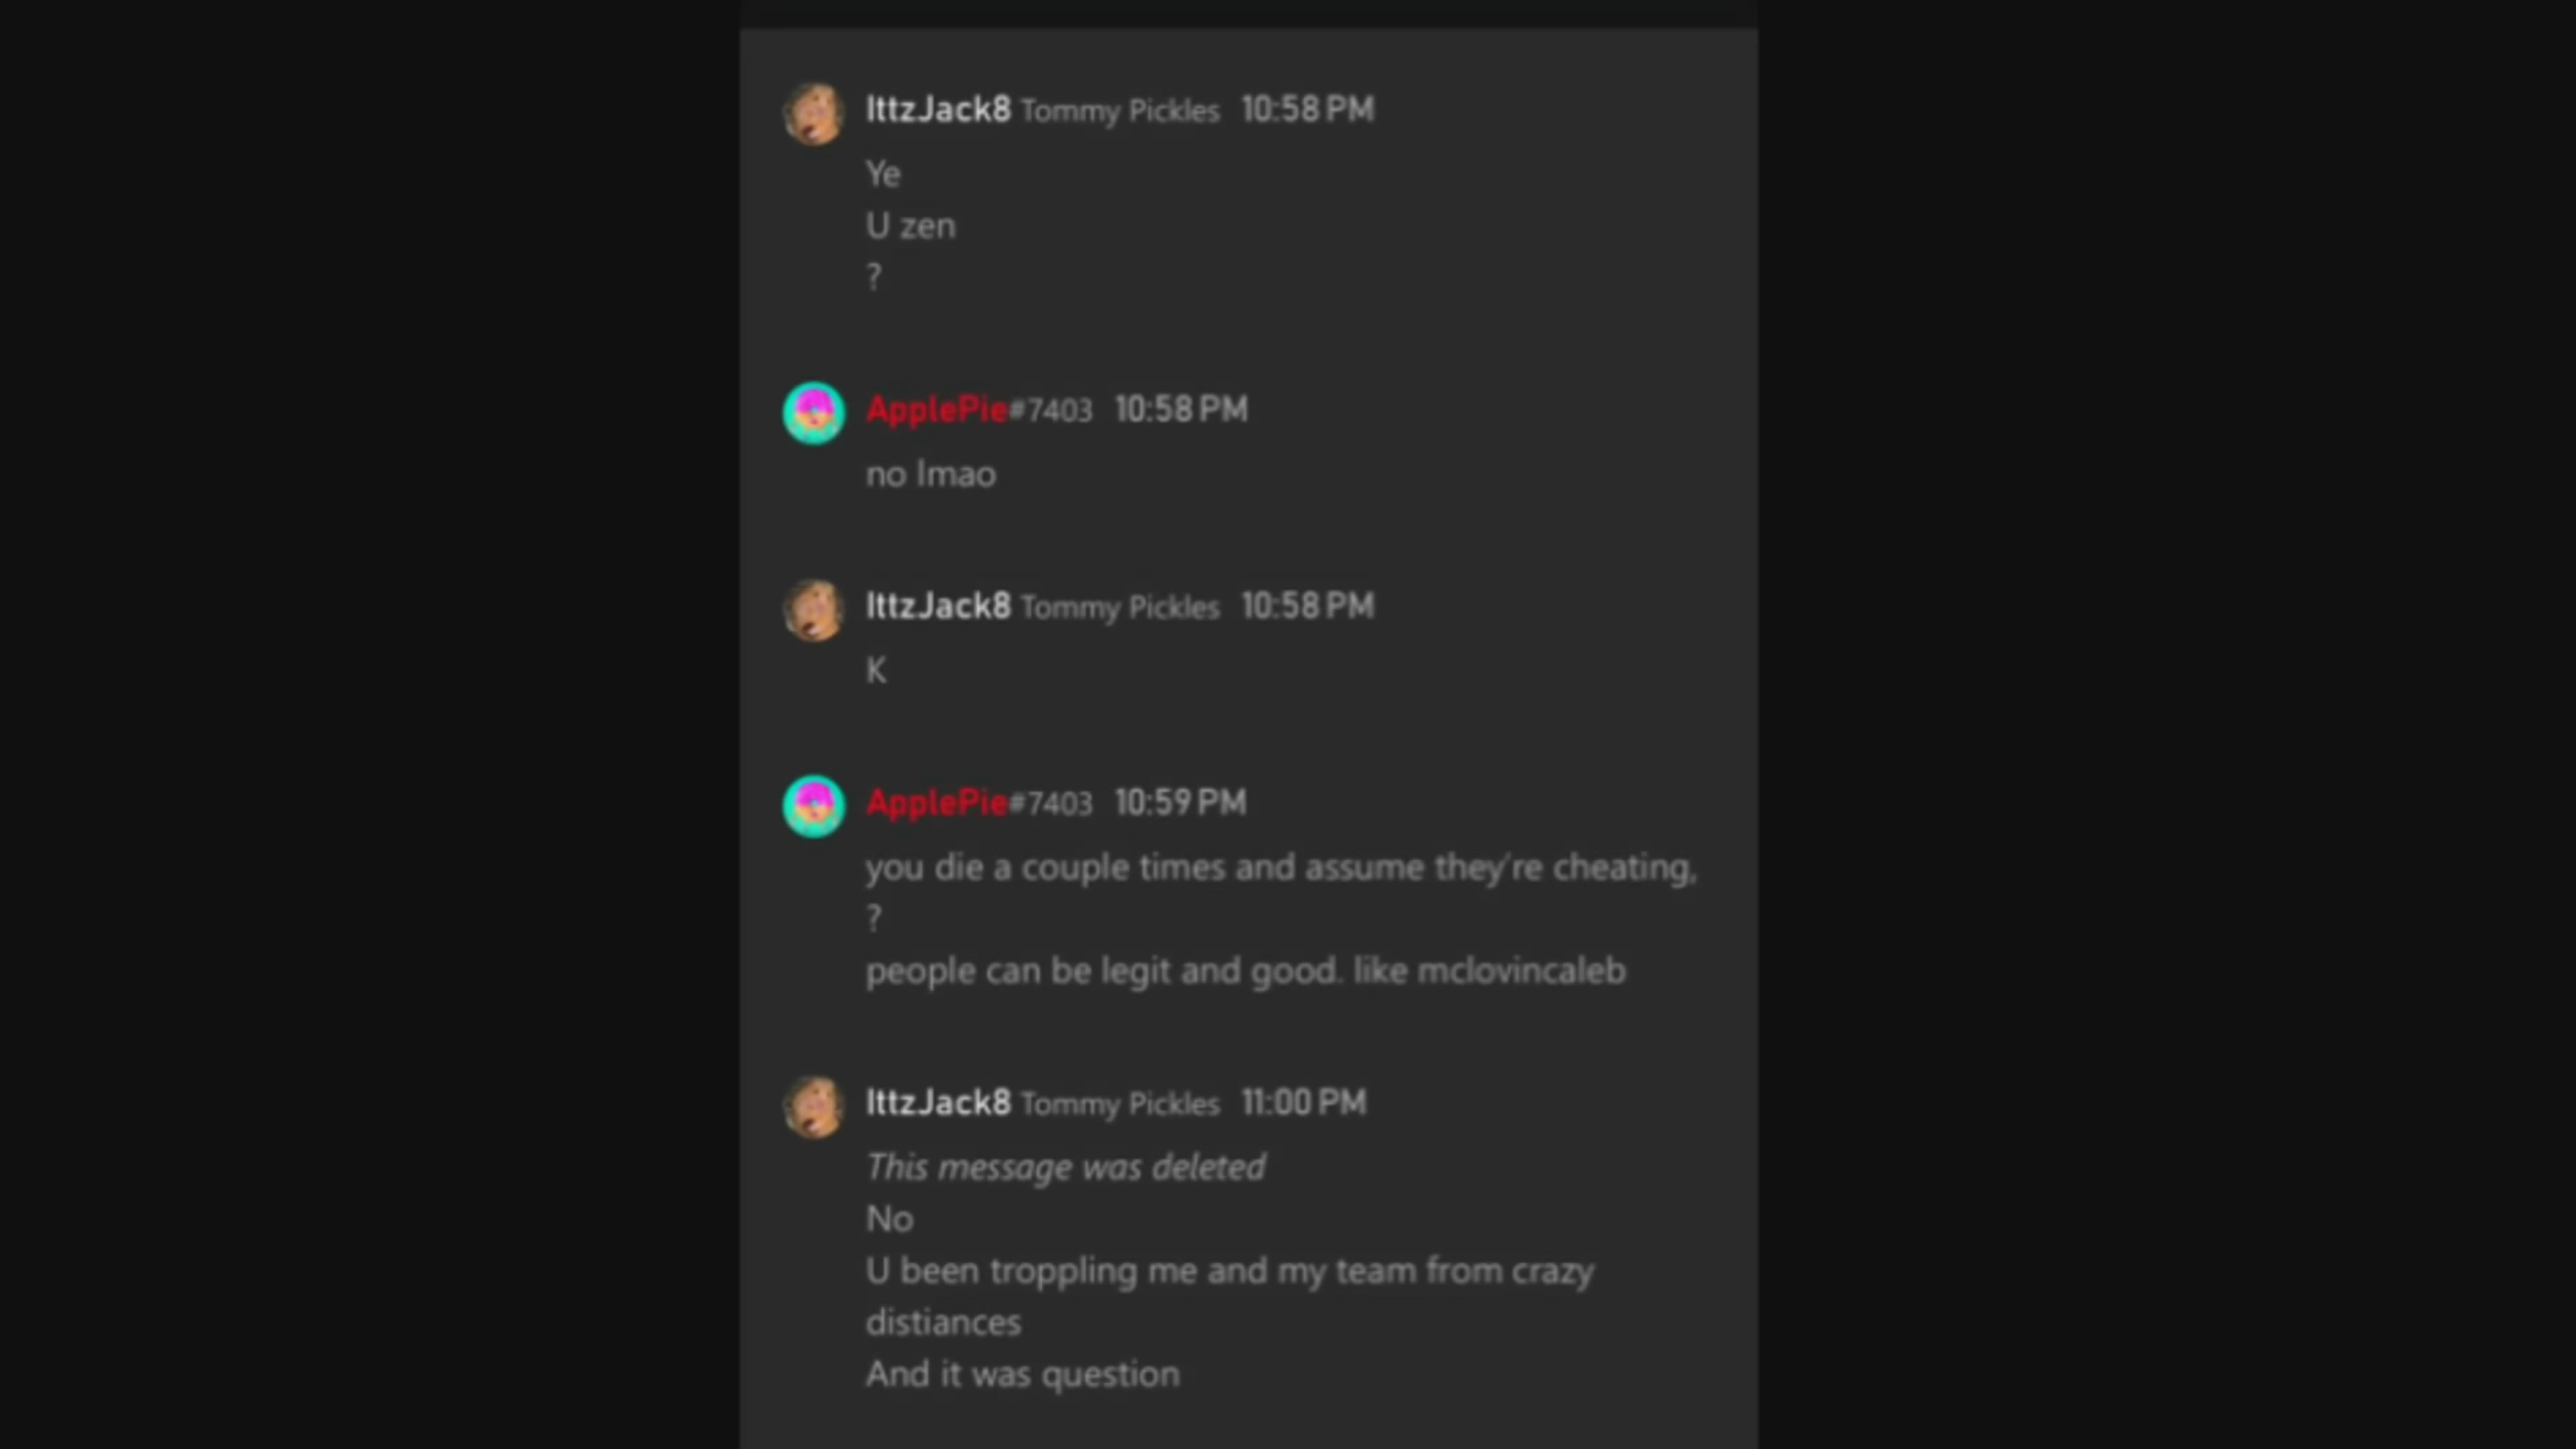 IttzJack8 Tommy Pickles 10:58 PM
Ye
U zen
?
ApplePie#7403 10:58 PM
no lmao
IttzJack8 Tommy Pickles 10:58 PM
K
ApplePie#7403 10:59 PM
you die a couple times and assume they're cheating,
?
people can be legit and good. like mclovincaleb
IttzJack8 Tommy Pickles 11:00 PM
This message was deleted
No
U been troppling me and my team from crazy
distiances
And it was question